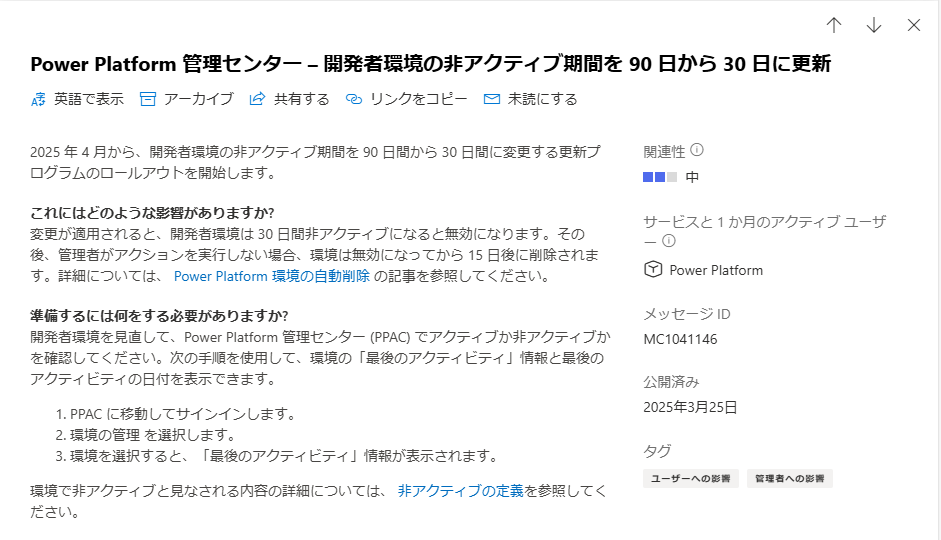 Power Platform 管理センター – 開発者環境の非アクティブ期間を 90 日から 30 日に更新
英語で表示 アーカイブ 共有する リンクをコピー 未読にする
2025 年 4 月から、開発者環境の非アクティブ期間を 90 日間から 30 日間に変更する更新プ
ログラムのロールアウトを開始します。
これにはどのような影響がありますか?
変更が適用されると、開発者環境は 30 日間非アクティブになると無効になります。その
後、管理者がアクションを実行しない場合、環境は無効になってから 15 日後に削除されま
す。詳細については、 Power Platform 環境の自動削除 の記事を参照してください。
準備するには何をする必要がありますか?
開発者環境を見直して、Power Platform 管理センター (PPAC) でアクティブか非アクティブか
を確認してください。次の手順を使用して、環境の「最後のアクティビティ」情報と最後の
アクティビティの日付を表示できます。
1. PPAC に移動してサインインします。
2. 環境の管理 を選択します。
3. 環境を選択すると、「最後のアクティビティ」情報が表示されます。
環境で非アクティブと見なされる内容の詳細については、 非アクティブの定義を参照してく
ださい。
関連性
中
サービスと 1 か月のアクティブ ユーザ
ー
Power Platform
メッセージ ID
MC1041146
公開済み
2025年3月25日
タグ
ユーザーへの影響 管理者への影響